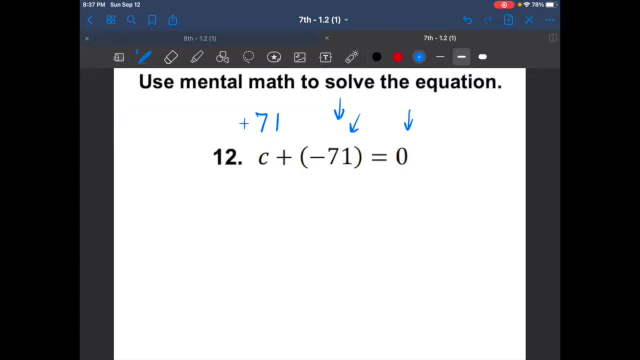 8:37 PM Sun Sep 12
78%
7th - 1.2 (1)
8th - 1.2 (1)
7th - 1.2 (1)
Use mental math to solve the equation.
+71
12. c + (−71) = 0